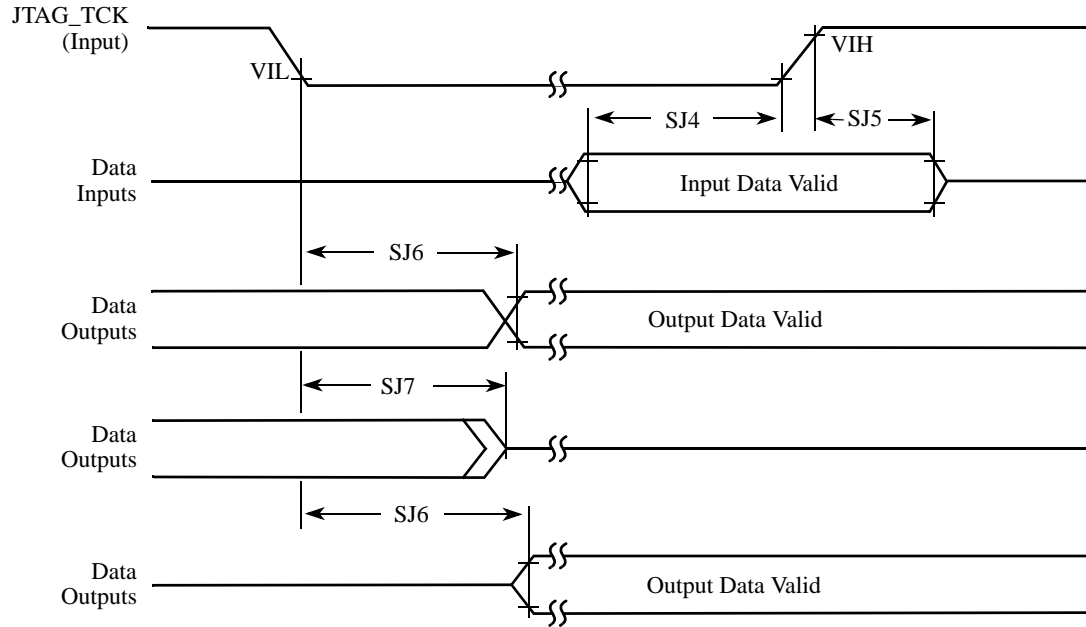 JTAG_TCK
(Input)
VIL
VIH
SJ4
SJ5
Data
Inputs
Input Data Valid
SJ6
Data
Outputs
Output Data Valid
SJ7
Data
Outputs
SJ6
Data
Outputs
Output Data Valid